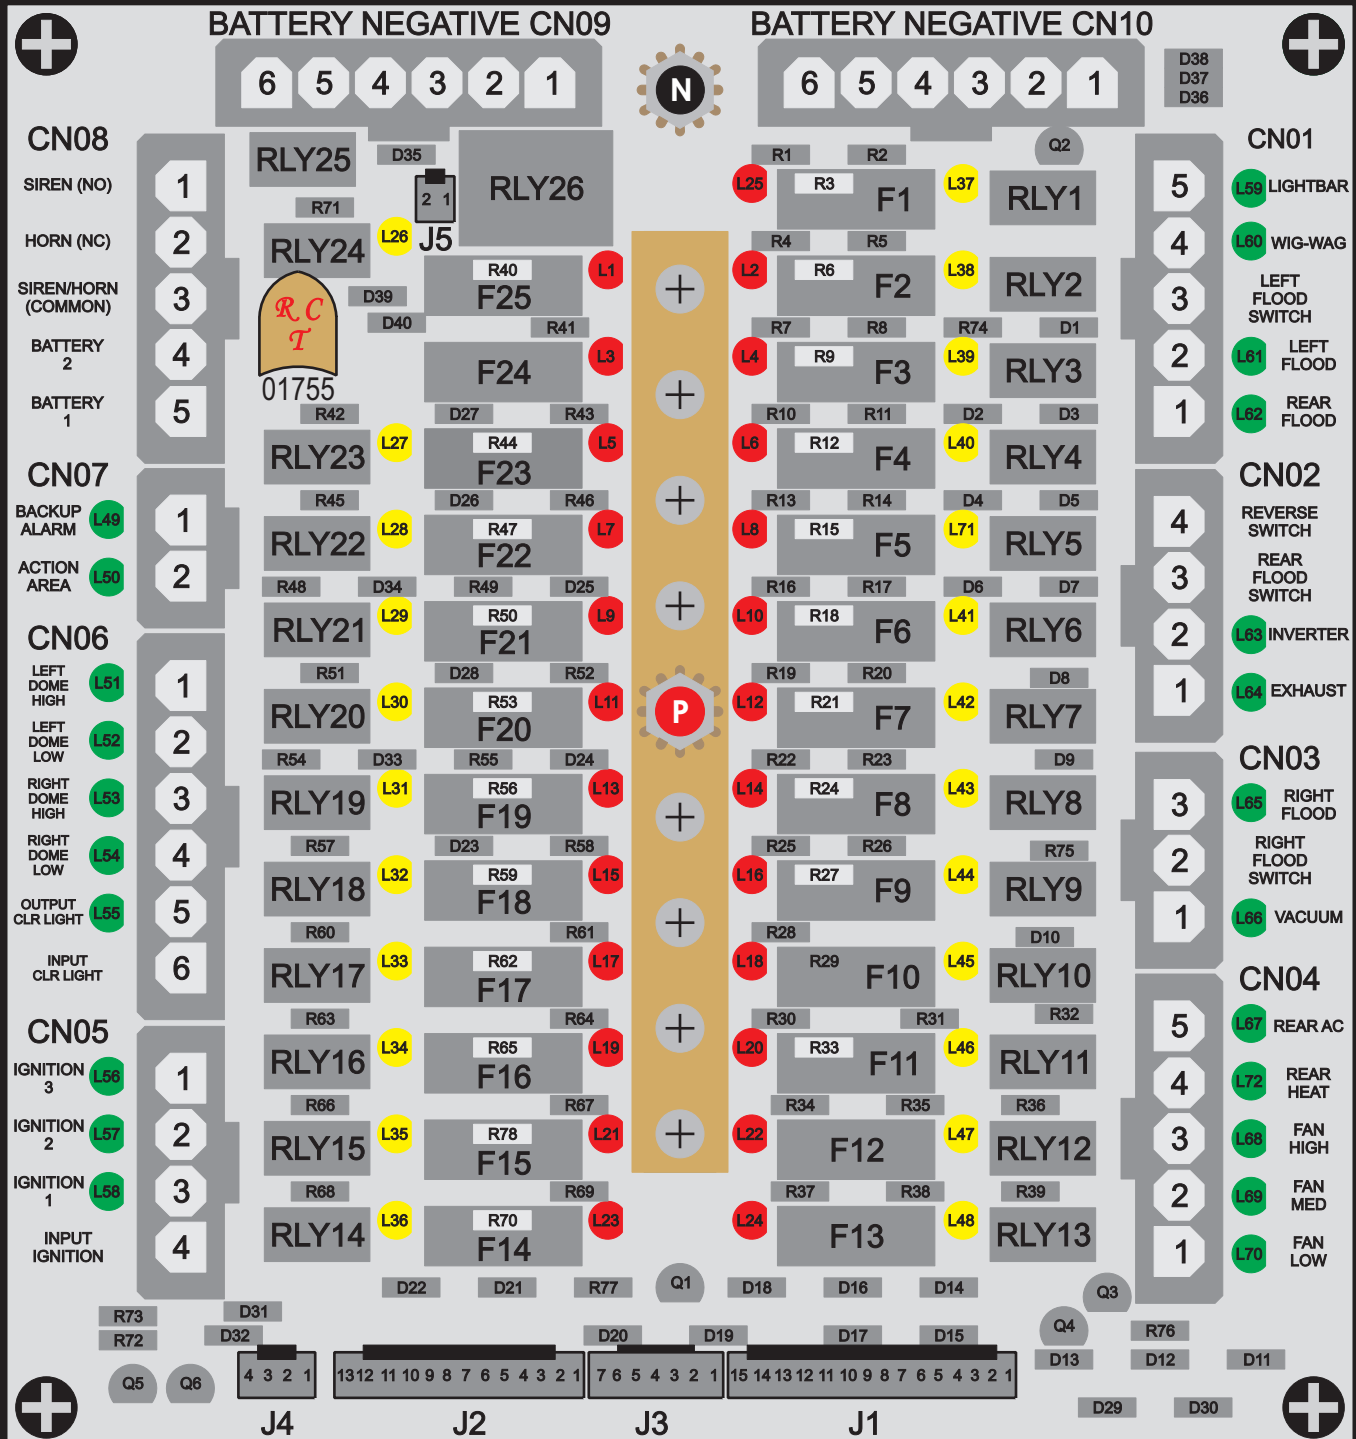 BATTERY NEGATIVE CN09
BATTERY NEGATIVE CN10
6 5 4 3 2 1
N
6 5 4 3 2 1
D38
D37
D36
CN08
SIREN (NO)
HORN (NC)
SIREN/HORN
(COMMON)
BATTERY
2
BATTERY
1
1
2
3
4
5
CN07
BACKUP
ALARM
L49
ACTION
AREA
L50
1
2
CN06
LEFT
DOME
HIGH
L51
LEFT
DOME
LOW
L52
RIGHT
DOME
HIGH
L53
RIGHT
DOME
LOW
L54
OUTPUT
CLR LIGHT
L55
INPUT
CLR LIGHT
1
2
3
4
5
6
CN05
IGNITION
3
L56
IGNITION
2
L57
IGNITION
1
L58
INPUT
IGNITION
1
2
3
4
RLY25 D35 RLY26
2 1
J5
R71
RLY24 L26
R40
F25 L1
R C
T
01755
D39
D40
R41
F24 L3
R42 D27 R43
RLY23 L27 R44 F23 L5
R45 D26 R46
RLY22 L28 R47 F22 L7
R48 D34 R49 D25
RLY21 L29 R50 F21 L9
R51 D28 R52
RLY20 L30 R53 F20 L11
R54 D33 R55 D24
RLY19 L31 R56 F19 L13
R57 D23 R58
RLY18 L32 R59 F18 L15
R60 R61
RLY17 L33 R62 F17 L17
R63 R64
RLY16 L34 R65 F16 L19
R66 R67
RLY15 L35 R78 F15 L21
R68 R69
RLY14 L36 R70 F14 L23
P
R1 R2 Q2
L25 R3 F1 L37 RLY1
R4 R5
L2 R6 F2 L38 RLY2
R7 R8 R74 D1
L4 R9 F3 L39 RLY3
R10 R11 D2 D3
L6 R12 F4 L40 RLY4
R13 R14 D4 D5
L8 R15 F5 L71 RLY5
R16 R17 D6 D7
L10 R18 F6 L41 RLY6
R19 R20 D8
L12 R21 F7 L42 RLY7
R22 R23 D9
L14 R24 F8 L43 RLY8
R25 R26 R75
L16 R27 F9 L44 RLY9
R28 D10
L18 R29 F10 L45 RLY10
R30 R31 R32
L20 R33 F11 L46 RLY11
R34 R35 R36
L22 F12 L47 RLY12
R37 R38 R39
L24 F13 L48 RLY13
CN01
5
4
3
2
1
L59 LIGHTBAR
L60 WIG-WAG
LEFT
FLOOD
SWITCH
L61 LEFT
FLOOD
L62 REAR
FLOOD
CN02
4
3
2
1
REVERSE
SWITCH
REAR
FLOOD
SWITCH
L63 INVERTER
L64 EXHAUST
CN03
3
2
1
L65 RIGHT
FLOOD
RIGHT
FLOOD
SWITCH
L66 VACUUM
CN04
5
4
3
2
1
L67 REAR AC
L72 REAR
HEAT
L68 FAN
HIGH
L69 FAN
MED
L70 FAN
LOW
D22 D21 R77 Q1 D18 D16 D14 Q3
R73 D31
R72 D32 D20 D19 D17 D15 Q4 R76
D13 D12 D11
Q5 Q6
4 3 2 1
13 12 11 10 9 8 7 6 5 4 3 2 1
7 6 5 4 3 2 1
15 14 13 12 11 10 9 8 7 6 5 4 3 2 1
D29 D30
J4 J2 J3 J1